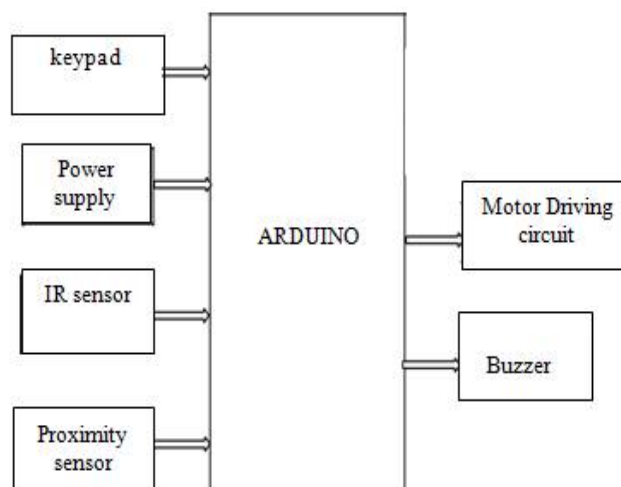 keypad
Power
supply
IR sensor
Proximity
sensor
ARDUINO
Motor Driving
circuit
Buzzer